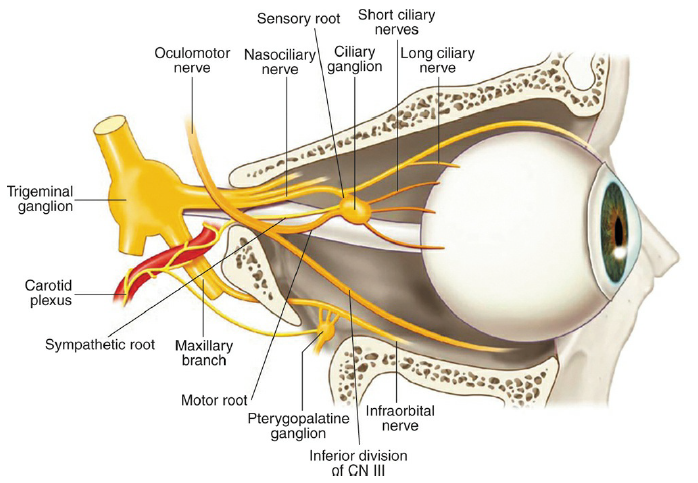 Sensory root
Short ciliary
nerves
Oculomotor
nerve
Nasociliary
nerve
Ciliary
ganglion
Long ciliary
nerve
Trigeminal
ganglion
Carotid
plexus
Sympathetic root
Maxillary
branch
Motor root
Pterygopalatine
ganglion
Infraorbital
nerve
Inferior division
of CN III